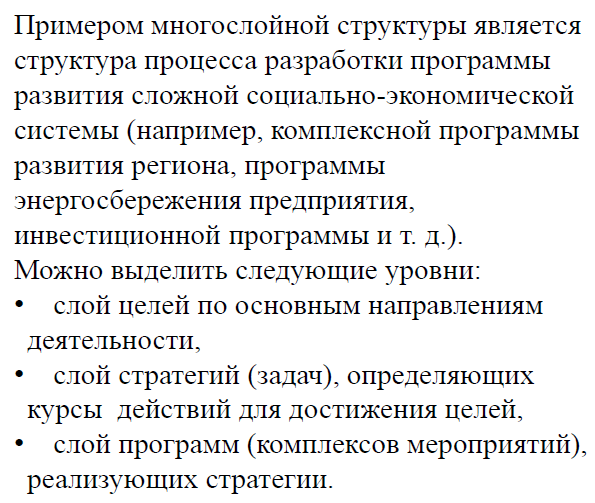 Примером многослойной структуры является
структура процесса разработки программы
развития сложной социально-экономической
системы (например, комплексной программы
развития региона, программы
энергосбережения предприятия,
инвестиционной программы и т. д.).
Можно выделить следующие уровни:
• слой целей по основным направлениям
деятельности,
• слой стратегий (задач), определяющих
курсы действий для достижения целей,
• слой программ (комплексов мероприятий),
реализующих стратегии.